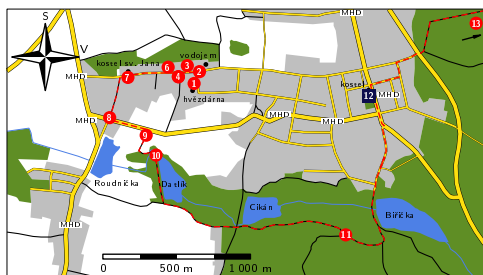 MHD
13
S
V
vodojem
kostel sv. Jana
6
3
2
4
7
1
MHD
kostel
12
MHD
hvězdárna
8
MHD
MHD
MHD
9
10
Roudnička
Datlík
Cikán
Biřička
MHD
11
0
500 m
1 000 m